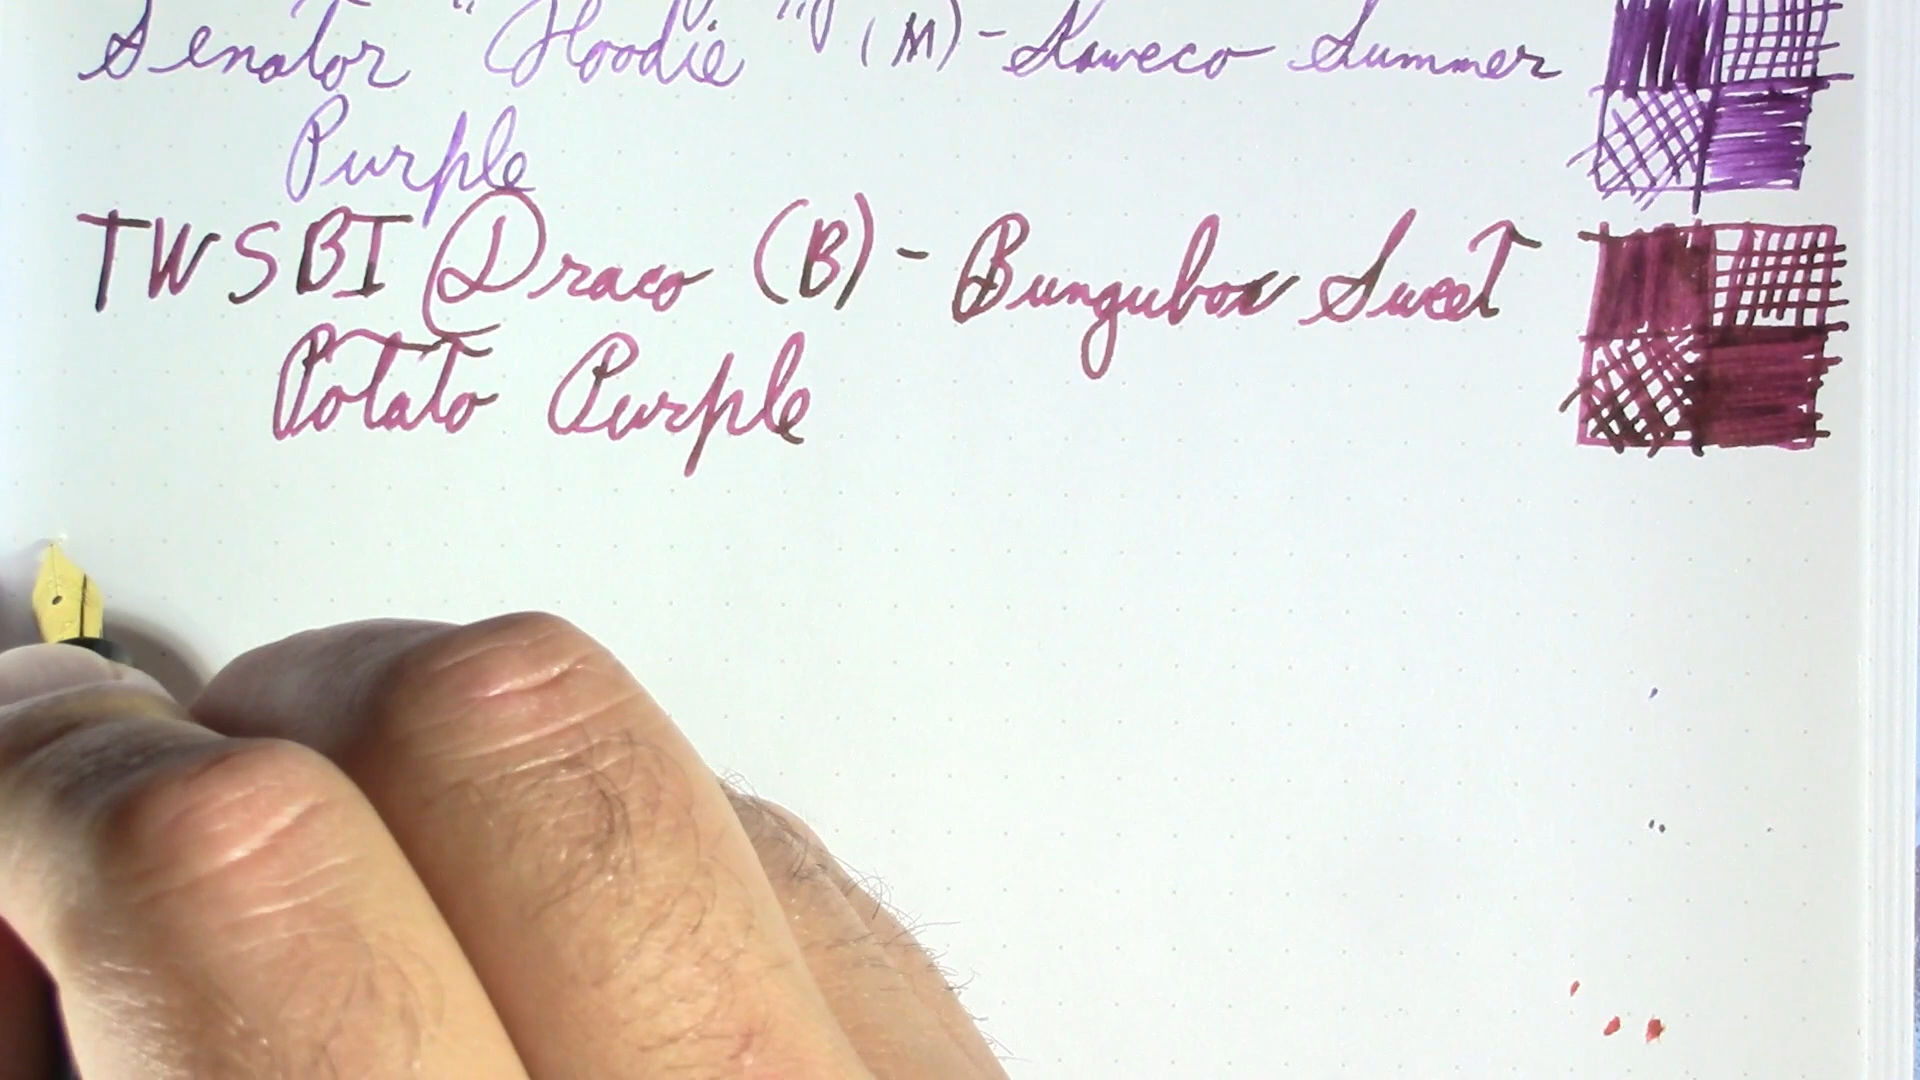 Senator "Hoodie" (M) - Kaweco Summer
Purple
TWSBI Draco (B) - Bungubox Sweet
Potato Purple